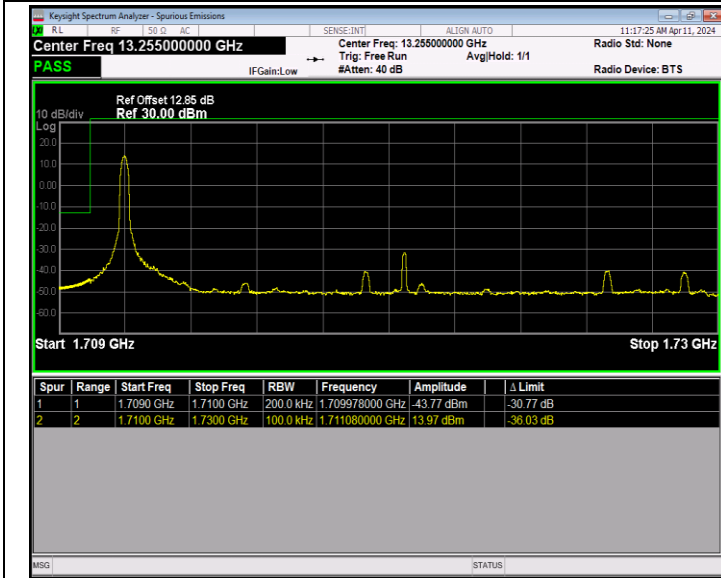 Keysight Spectrum Analyzer - Spurious Emissions
RL RF 50 Ω AC SENSE:INT ALIGN AUTO 11:17:25 AM Apr 11, 2024
Center Freq 13.255000000 GHz Center Freq: 13.255000000 GHz Radio Std: None
Trig: Free Run Avg|Hold: 1/1
PASS IFGain:Low #Atten: 40 dB Radio Device: BTS
Ref Offset 12.85 dB
10 dB/div Ref 30.00 dBm
Log
20.0
10.0
0.00
-10.0
-20.0
-30.0
-40.0
-50.0
-60.0
Start 1.709 GHz Stop 1.73 GHz
Spur Range Start Freq Stop Freq RBW Frequency Amplitude Δ Limit
1 1 1.7090 GHz 1.7100 GHz 200.0 kHz 1.709978000 GHz -43.77 dBm -30.77 dB
2 2 1.7100 GHz 1.7300 GHz 100.0 kHz 1.711080000 GHz 13.97 dBm -36.03 dB
MSG STATUS